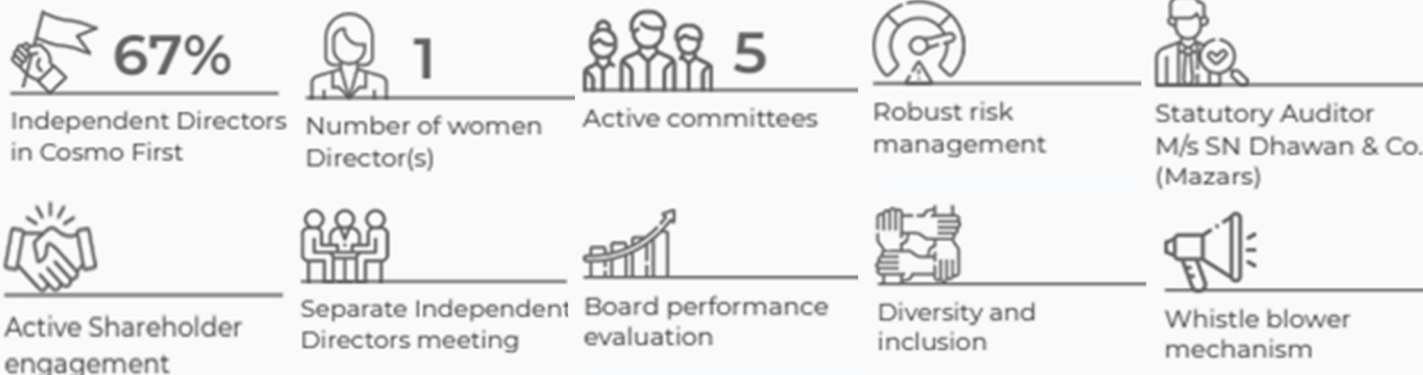 67%
Independent Directors
in Cosmo First
1
Number of women
Director(s)
5
Active committees
Robust risk
management
Statutory Auditor
M/s SN Dhawan & Co.
(Mazars)
Active Shareholder
engagement
Separate Independent
Directors meeting
Board performance
evaluation
Diversity and
inclusion
Whistle blower
mechanism